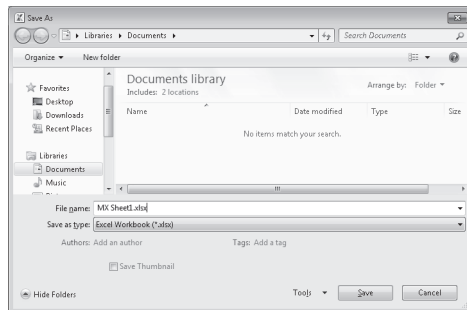 Save As
Libraries ▸ Documents ▸
Search Documents
Organize ▼ New folder
Favorites
Desktop
Downloads
Recent Places
Libraries
Documents
Music
Documents library
Includes: 2 locations
Arrange by: Folder ▼
Name Date modified Type Size
No items match your search.
File name: MX Sheet1.xlsx
Save as type: Excel Workbook (*.xlsx)
Authors: Add an author Tags: Add a tag
Save Thumbnail
Hide Folders
Tools ▼ Save Cancel